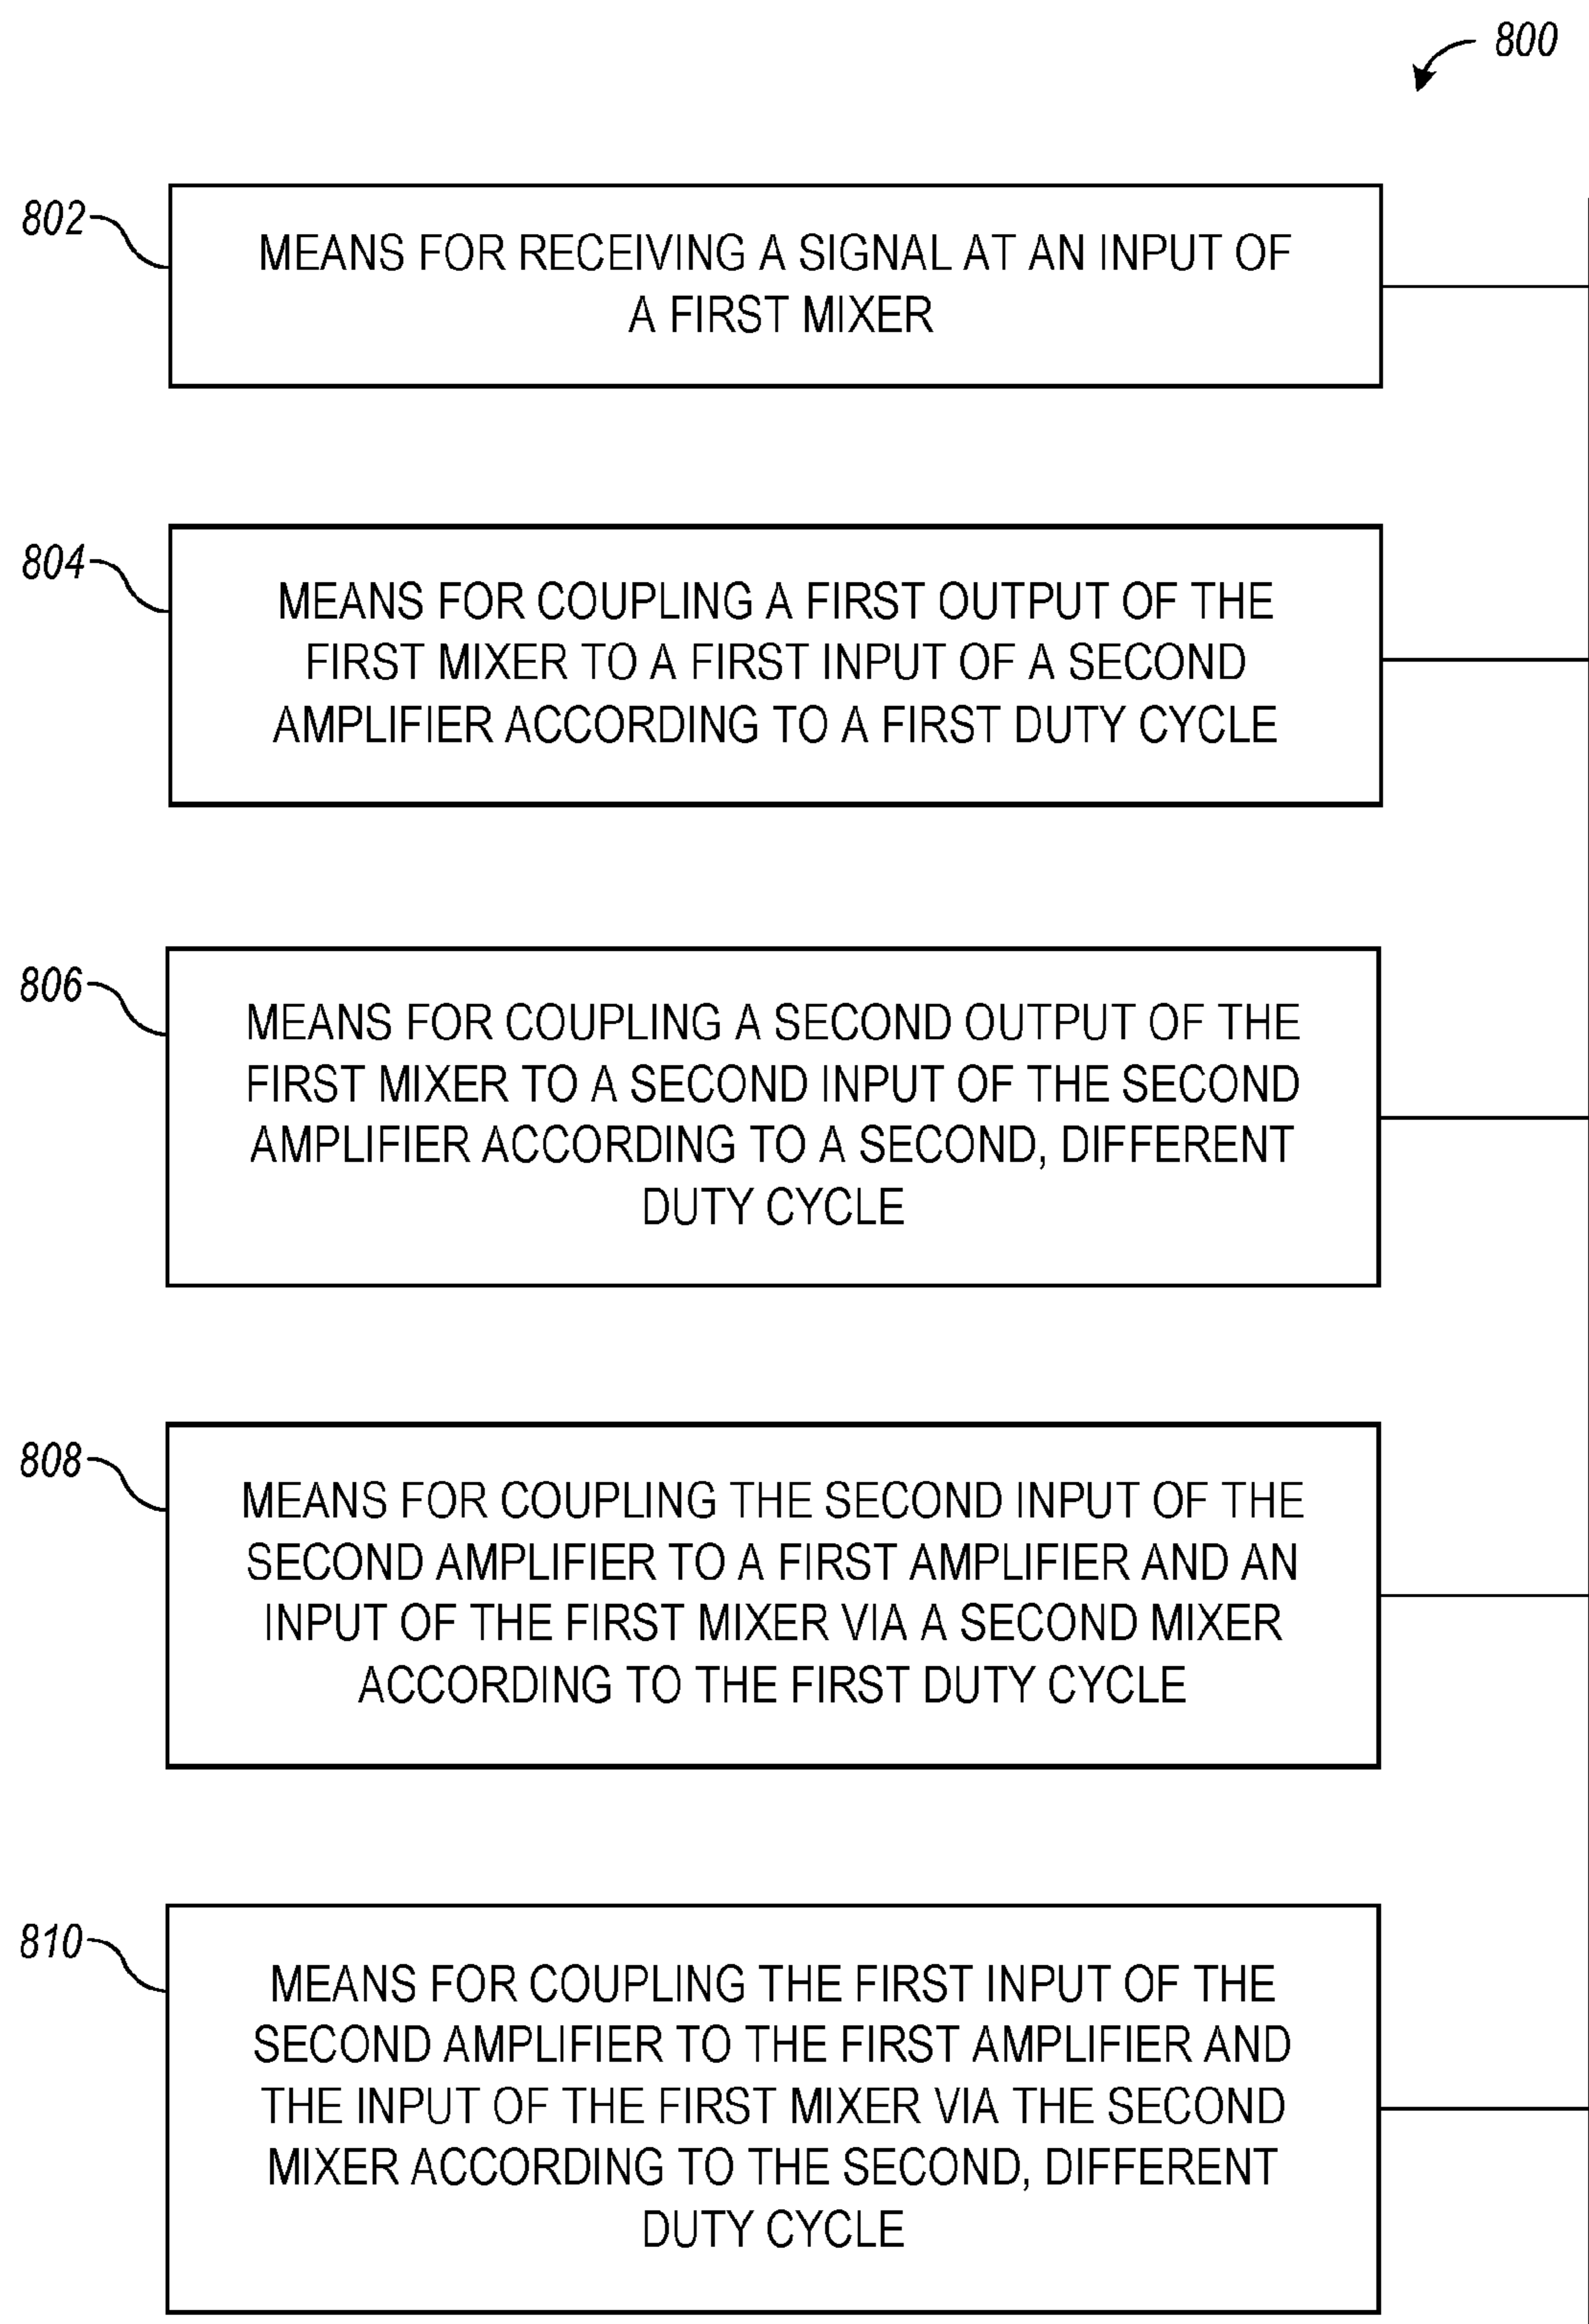 800
802
MEANS FOR RECEIVING A SIGNAL AT AN INPUT OF
A FIRST MIXER
804
MEANS FOR COUPLING A FIRST OUTPUT OF THE
FIRST MIXER TO A FIRST INPUT OF A SECOND
AMPLIFIER ACCORDING TO A FIRST DUTY CYCLE
806
MEANS FOR COUPLING A SECOND OUTPUT OF THE
FIRST MIXER TO A SECOND INPUT OF THE SECOND
AMPLIFIER ACCORDING TO A SECOND, DIFFERENT
DUTY CYCLE
808
MEANS FOR COUPLING THE SECOND INPUT OF THE
SECOND AMPLIFIER TO A FIRST AMPLIFIER AND AN
INPUT OF THE FIRST MIXER VIA A SECOND MIXER
ACCORDING TO THE FIRST DUTY CYCLE
810
MEANS FOR COUPLING THE FIRST INPUT OF THE
SECOND AMPLIFIER TO THE FIRST AMPLIFIER AND
THE INPUT OF THE FIRST MIXER VIA THE SECOND
MIXER ACCORDING TO THE SECOND, DIFFERENT
DUTY CYCLE